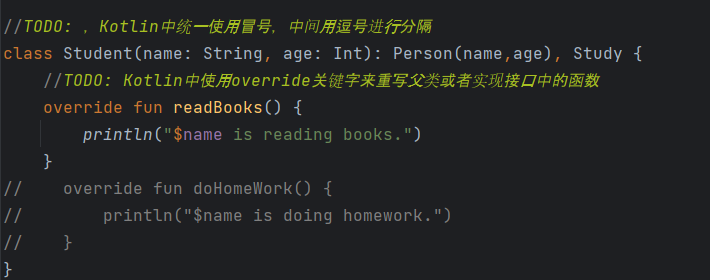 //TODO: ，Kotlin中统一使用冒号，中间用逗号进行分隔
class Student(name: String, age: Int): Person(name,age), Study {
    //TODO: Kotlin中使用override关键字来重写父类或者实现接口中的函数
    override fun readBooks() {
        println("$name is reading books.")
    }
//    override fun doHomeWork() {
//        println("$name is doing homework.")
//    }
}